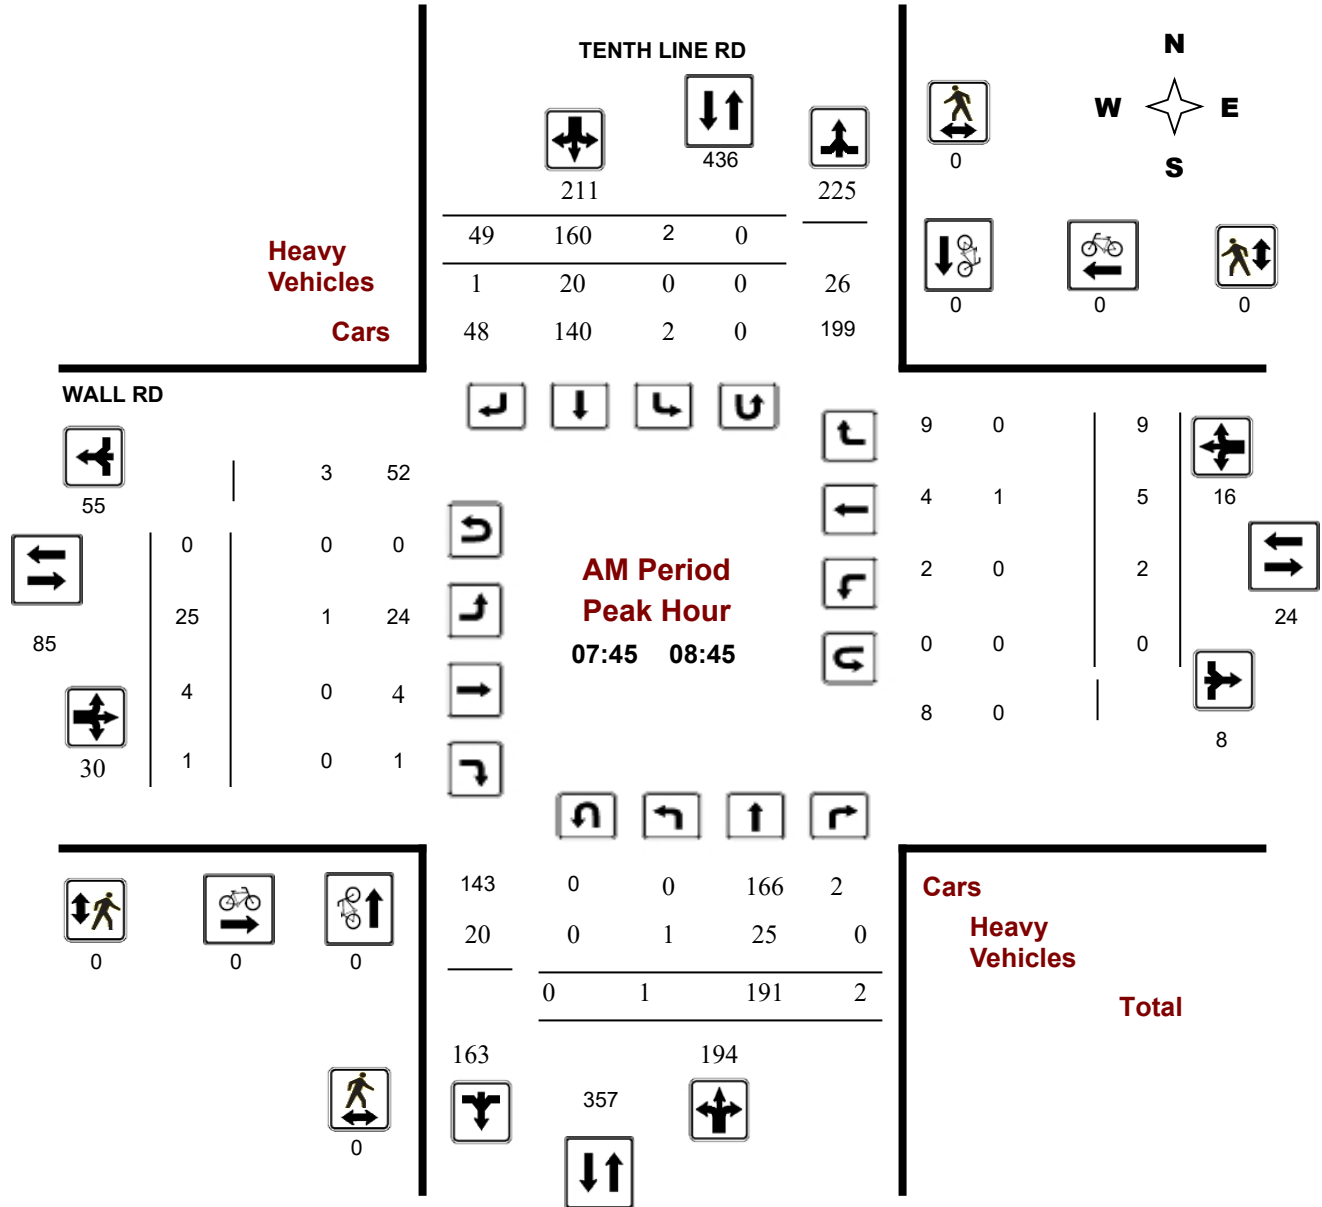 TENTH LINE RD
N
W E
S
436
0
211 225
49 160 2 0
Heavy
Vehicles
1 20 0 0 26
0 0 0
Cars
48 140 2 0 199
WALL RD
9 0 9
3 52
55
4 1 5 16
0 0 0
AM Period
2 0 2
Peak Hour
25 1 24
24
85
07:45 08:45
0 0 0
4 0 4
8 0
8
30
1 0 1
143 0 0 166 2
Cars
20 0 1 25 0
Heavy
Vehicles
0 0 0
0 1 191 2
Total
163 194
357
0